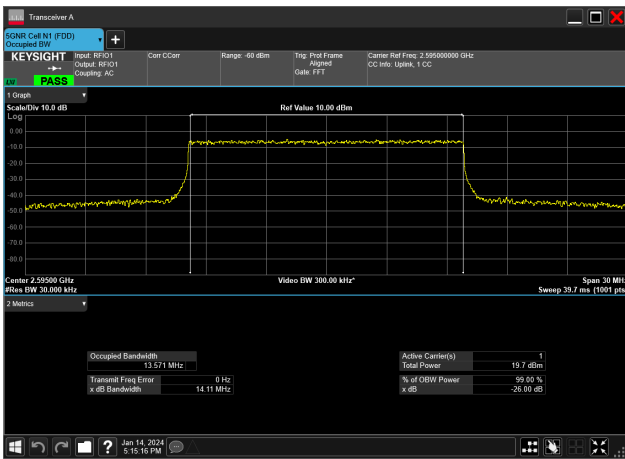 Transceiver A
5GNR Cell N1 (FDD)
Occupied BW
KEYSIGHT
PASS
Input: RFIO1
Output: RFIO1
Coupling: AC
Corr CCorr
Range: -60 dBm
Trig: Prot Frame
Aligned
Gate: FFT
Carrier Ref Freq: 2.595000000 GHz
CC Info: Uplink, 1 CC
1 Graph
Scale/Div 10.0 dB
Ref Value 10.00 dBm
Log
0.00
-10.0
-20.0
-30.0
-40.0
-50.0
-60.0
-70.0
-80.0
Center 2.59500 GHz
Video BW 300.00 kHz*
Span 30 MHz
#Res BW 30.000 kHz
Sweep 39.7 ms (1001 pts
2 Metrics
Occupied Bandwidth
13.571 MHz
Transmit Freq Error 0 Hz
x dB Bandwidth 14.11 MHz
Active Carrier(s) 1
Total Power 19.7 dBm
% of OBW Power 99.00 %
x dB -26.00 dB
?
Jan 14, 2024
5:15:16 PM